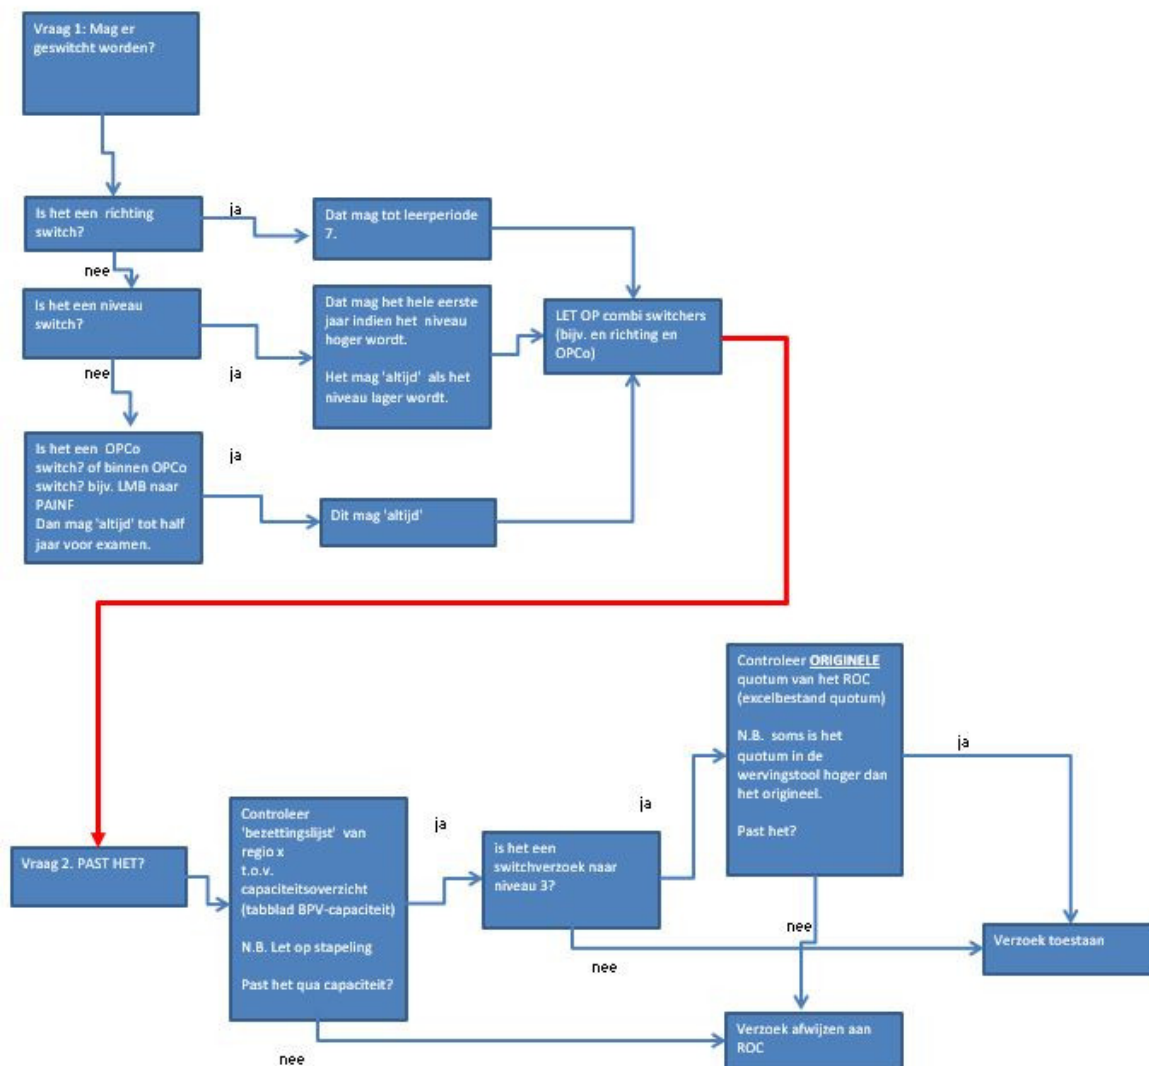 Vraag 1: Mag er
geswitcht worden?
Is het een richting
switch?
ja
Dat mag tot leerperiode
7.
nee
Is het een niveau
switch?
ja
Dat mag het hele eerste
jaar indien het niveau
hoger wordt.
Het mag 'altijd' als het
niveau lager wordt.
LET OP combi switchers
(bijv. en richting en
OPCo)
nee
Is het een OPCo
switch? of binnen OPCo
switch? bijv. LMB naar
PAINF
Dan mag 'altijd' tot half
jaar voor examen.
ja
Dit mag 'altijd'
Vraag 2. PAST HET?
Controleer
'bezettingslijst' van
regio x
t.o.v.
capaciteitsoverzicht
(tabblad BPV-capaciteit)
N.B. Let op stapeling
Past het qua capaciteit?
ja
nee
is het een
switchverzoek naar
niveau 3?
ja
nee
Controleer ORIGINELE
quotum van het ROC
(excelbestand quotum)
N.B. soms is het
quotum in de
wervingstool hoger dan
het origineel.
Past het?
ja
nee
Verzoek toestaan
Verzoek afwijzen aan
ROC